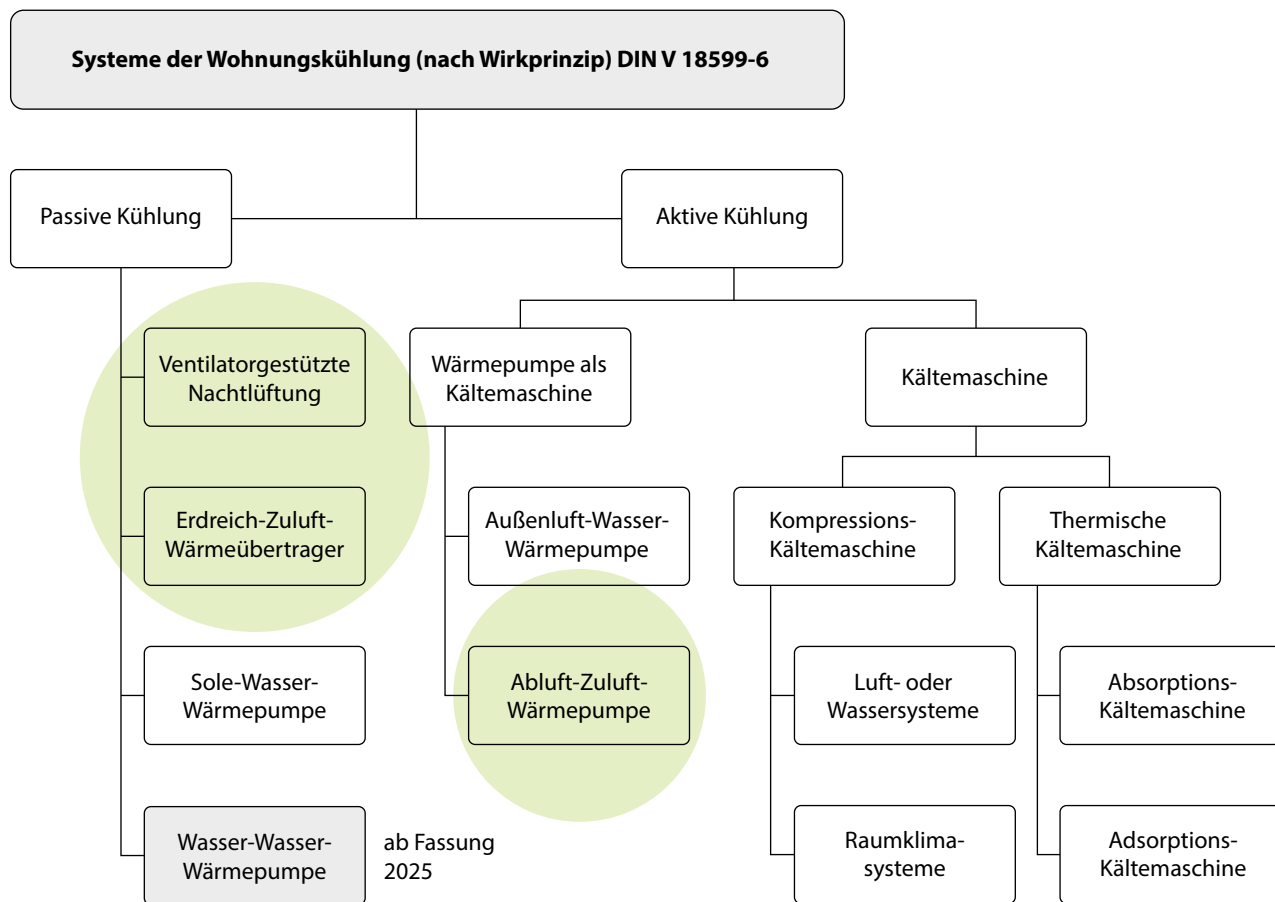 Systeme der Wohnungskühlung (nach Wirkprinzip) DIN V 18599-6
Passive Kühlung
Aktive Kühlung
Ventilatorgestützte
Nachtlüftung
Wärmepumpe als
Kältemaschine
Kältemaschine
Erdreich-Zuluft-
Wärmeübertrager
Außenluft-Wasser-
Wärmepumpe
Kompressions-
Kältemaschine
Thermische
Kältemaschine
Sole-Wasser-
Wärmepumpe
Abluft-Zuluft-
Wärmepumpe
Luft- oder
Wassersysteme
Absorptions-
Kältemaschine
Wasser-Wasser-
Wärmepumpe
ab Fassung
2025
Raumklima-
systeme
Adsorptions-
Kältemaschine